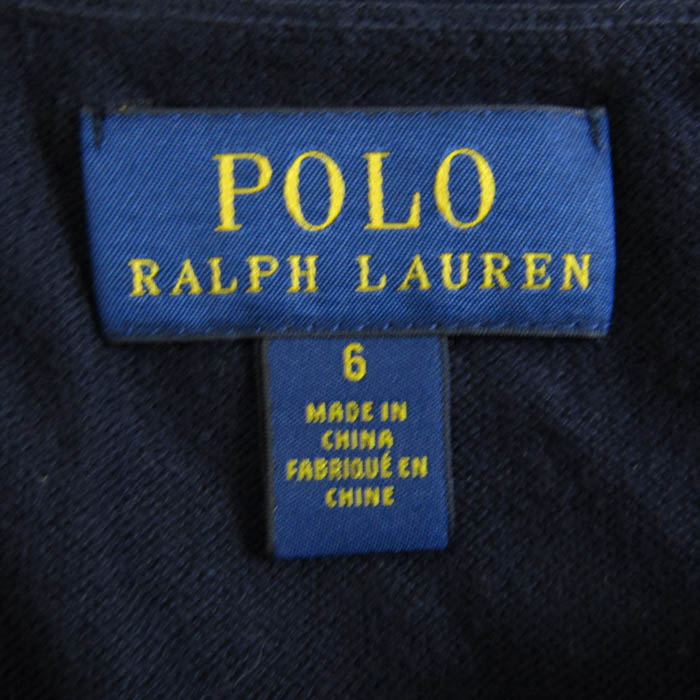 POLO
RALPH LAUREN
6
MADE IN
CHINA
FABRIQUÉ EN
CHINE